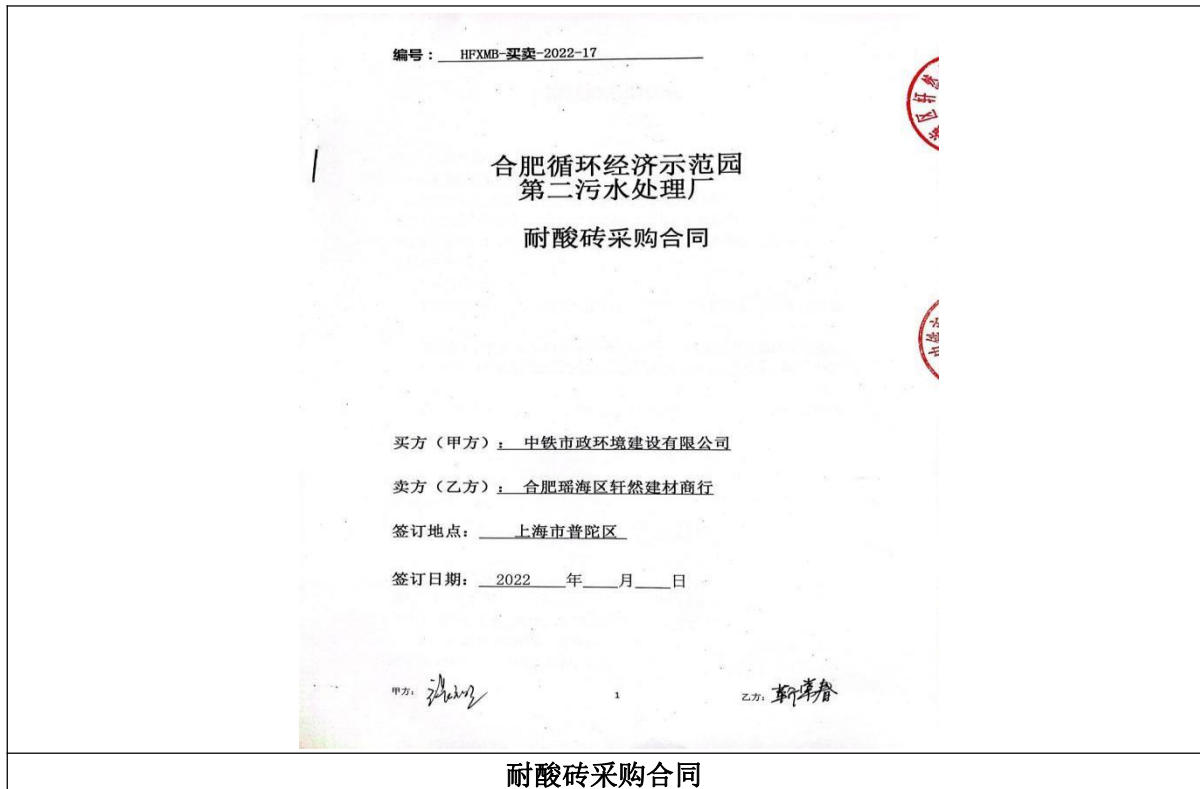 编号：HFXMB-买卖-2022-17
合肥循环经济示范园
第二污水处理厂
耐酸砖采购合同
买方（甲方）：中铁市政环境建设有限公司
卖方（乙方）：合肥瑶海区轩然建材商行
签订地点：上海市普陀区
签订日期：2022 年 月 日
甲方：
1
乙方：
耐酸砖采购合同